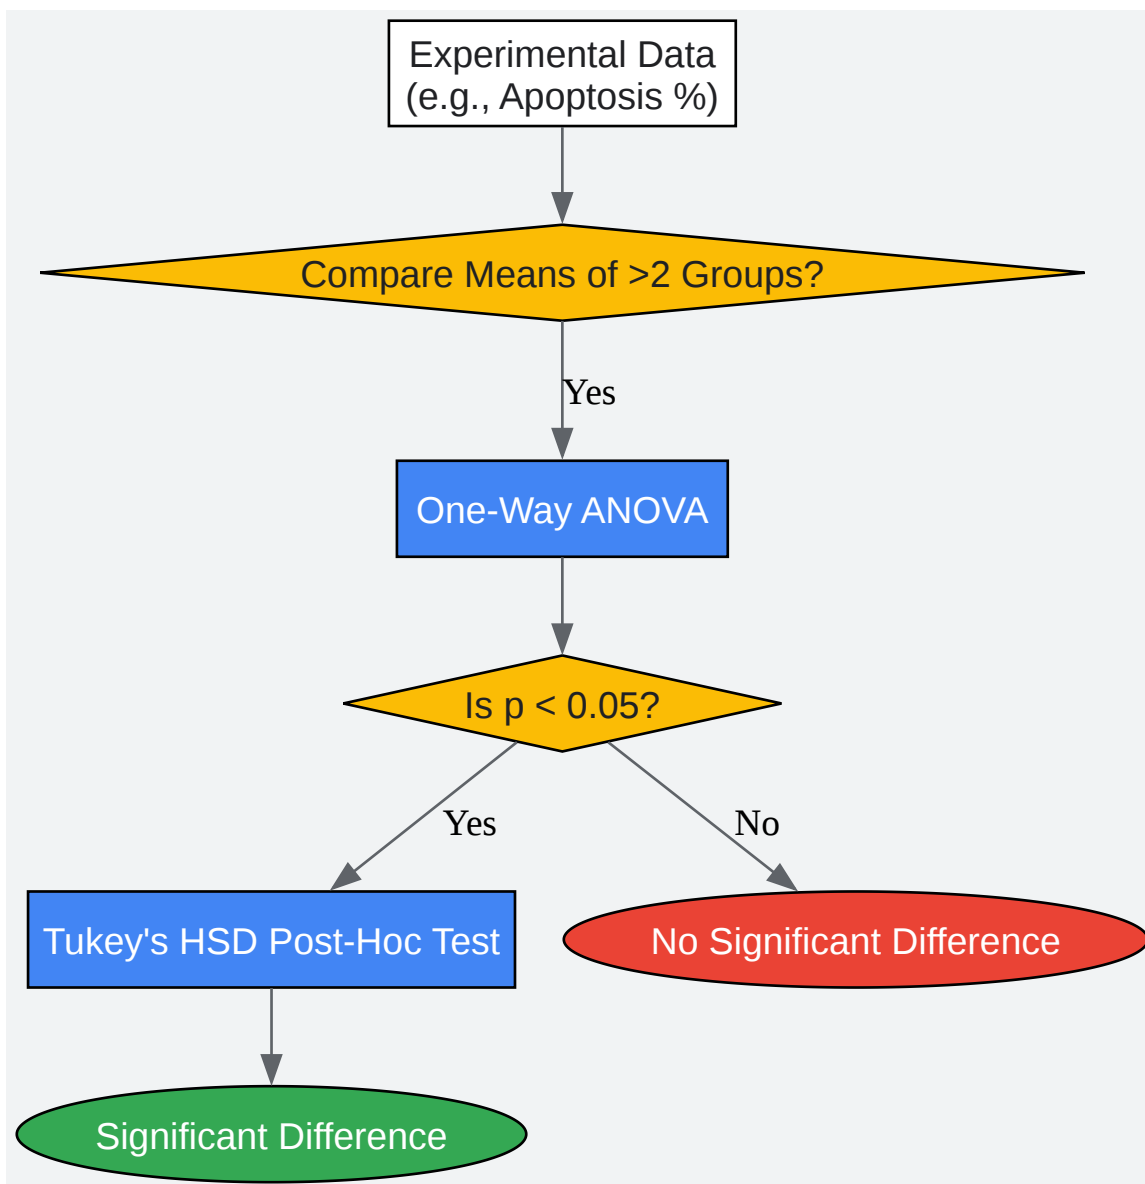 Experimental Data
(e.g., Apoptosis %)
Compare Means of >2 Groups?
Yes
One-Way ANOVA
Is p < 0.05?
Yes
No
Tukey's HSD Post-Hoc Test
No Significant Difference
Significant Difference